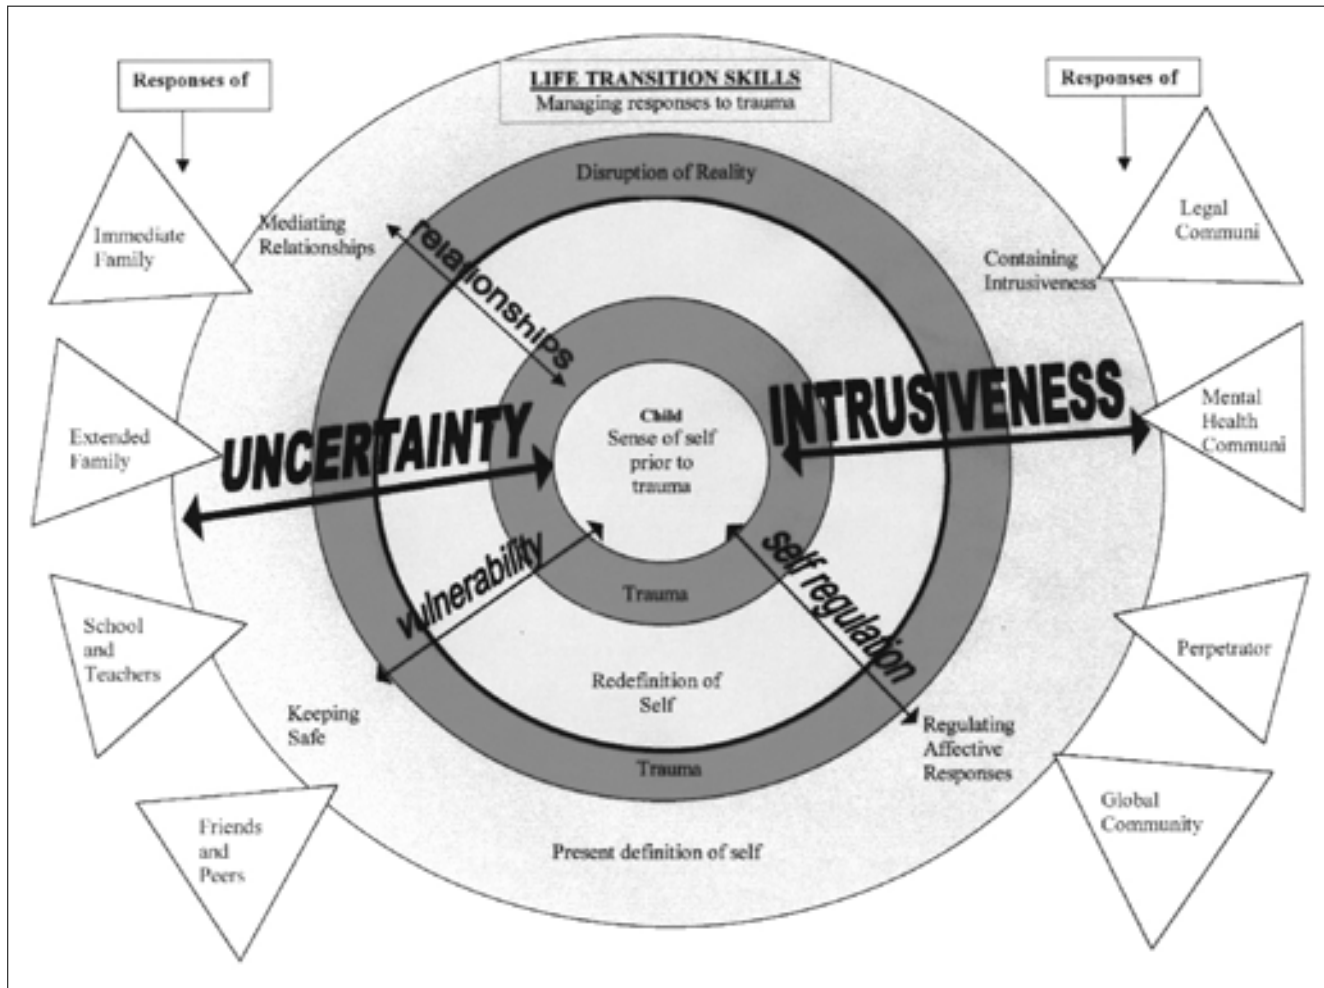 LIFE TRANSITION SKILLS
Managing responses to trauma
Responses of
Responses of
Disruption of Reality
Immediate
Family
Mediating
Relationships
relationships
Containing
Intrusiveness
Legal
Communi
Extended
Family
UNCERTAINTY
Child
Sense of self
prior to
trauma
INTRUSIVENESS
Mental
Health
Communi
School
and
Teachers
vulnerability
Trauma
self regulation
Perpetrator
Redefinition of
Self
Keeping
Safe
Trauma
Regulating
Affective
Responses
Friends
and
Peers
Present definition of self
Global
Community